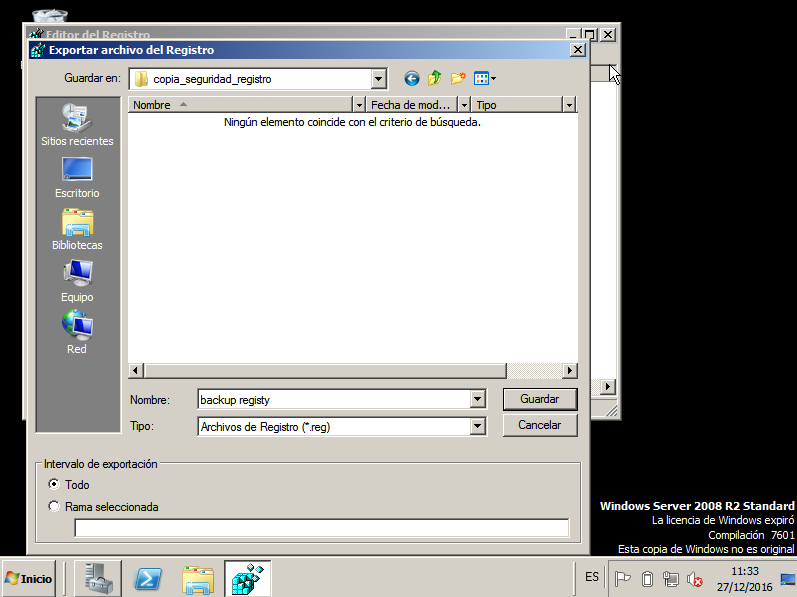 Editor del Registro
Exportar archivo del Registro
Guardar en:
copia_seguridad_registro
Nombre
Fecha de mod...
Tipo
Ningún elemento coincide con el criterio de búsqueda.
Sitios recientes
Escritorio
Bibliotecas
Equipo
Red
Nombre:
backup registy
Guardar
Tipo:
Archivos de Registro (*.reg)
Cancelar
Intervalo de exportación
Todo
Rama seleccionada
Windows Server 2008 R2 Standard
La licencia de Windows expiró
Compilación 7601
Esta copia de Windows no es original
Inicio
ES
11:33
27/12/2016